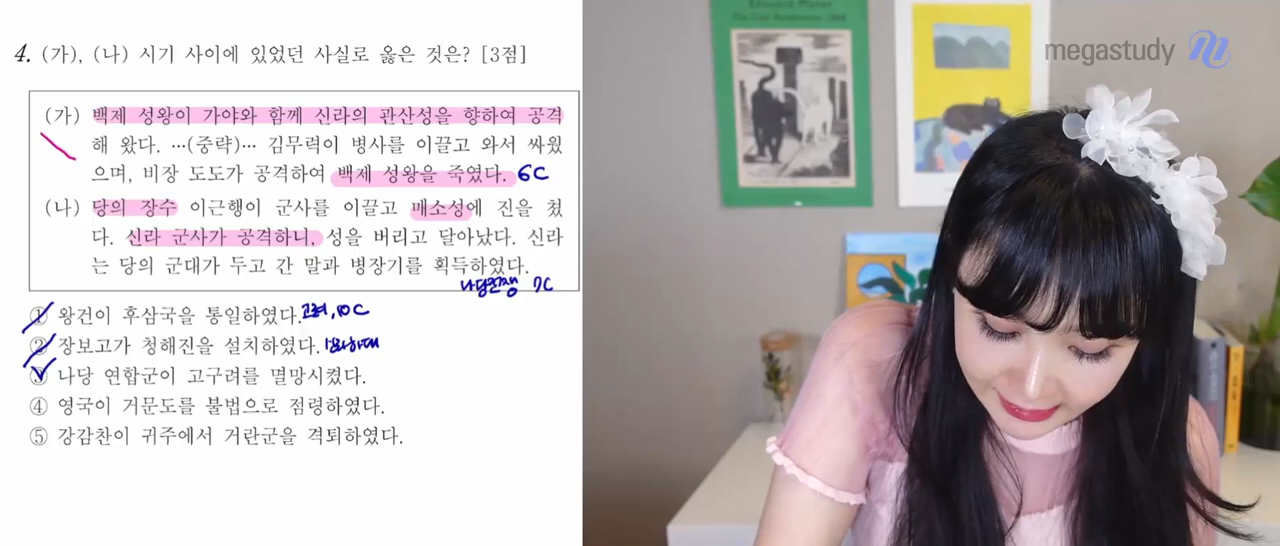 4. (가), (나) 시기 사이에 있었던 사실로 옳은 것은? [3점]
(가) 백제 성왕이 가야와 함께 신라의 관산성을 향하여 공격
해 왔다. …(중략)… 김무력이 병사를 이끌고 와서 싸웠
으며, 비장 도도가 공격하여 백제 성왕을 죽였다. 6C
(나) 당의 장수 이근행이 군사를 이끌고 매소성에 진을 쳤
다. 신라 군사가 공격하니, 성을 버리고 달아났다. 신라
는 당의 군대가 두고 간 말과 병장기를 획득하였다.
나당전쟁 7C
① 왕건이 후삼국을 통일하였다. 고려, 10C
② 장보고가 청해진을 설치하였다. 신라하대
③ 나당 연합군이 고구려를 멸망시켰다.
④ 영국이 거문도를 불법으로 점령하였다.
⑤ 강감찬이 귀주에서 거란군을 격퇴하였다.
megastudy